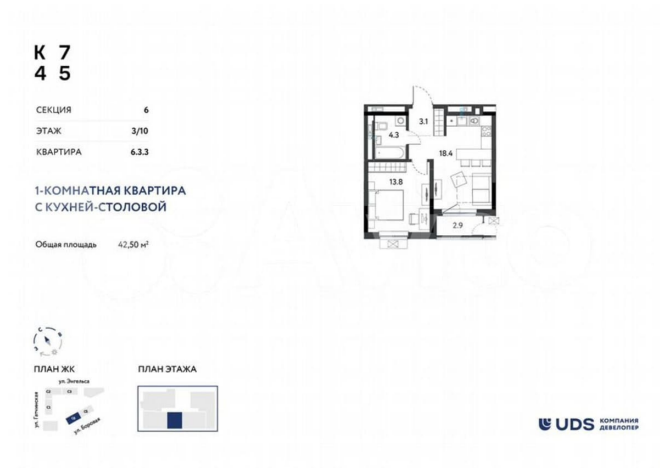 К 7
4 5
СЕКЦИЯ 6
ЭТАЖ 3/10
КВАРТИРА 6.3.3
1-КОМНАТНАЯ КВАРТИРА
С КУХНЕЙ-СТОЛОВОЙ
Общая площадь 42,50 м²
3.1
4.3
18.4
13.8
2.9
С
В
З
Ю
ПЛАН ЖК
ПЛАН ЭТАЖА
ул. Энгельса
ул. Гатчинская
ул. Боровая
UDS КОМПАНИЯ
ДЕВЕЛОПЕР